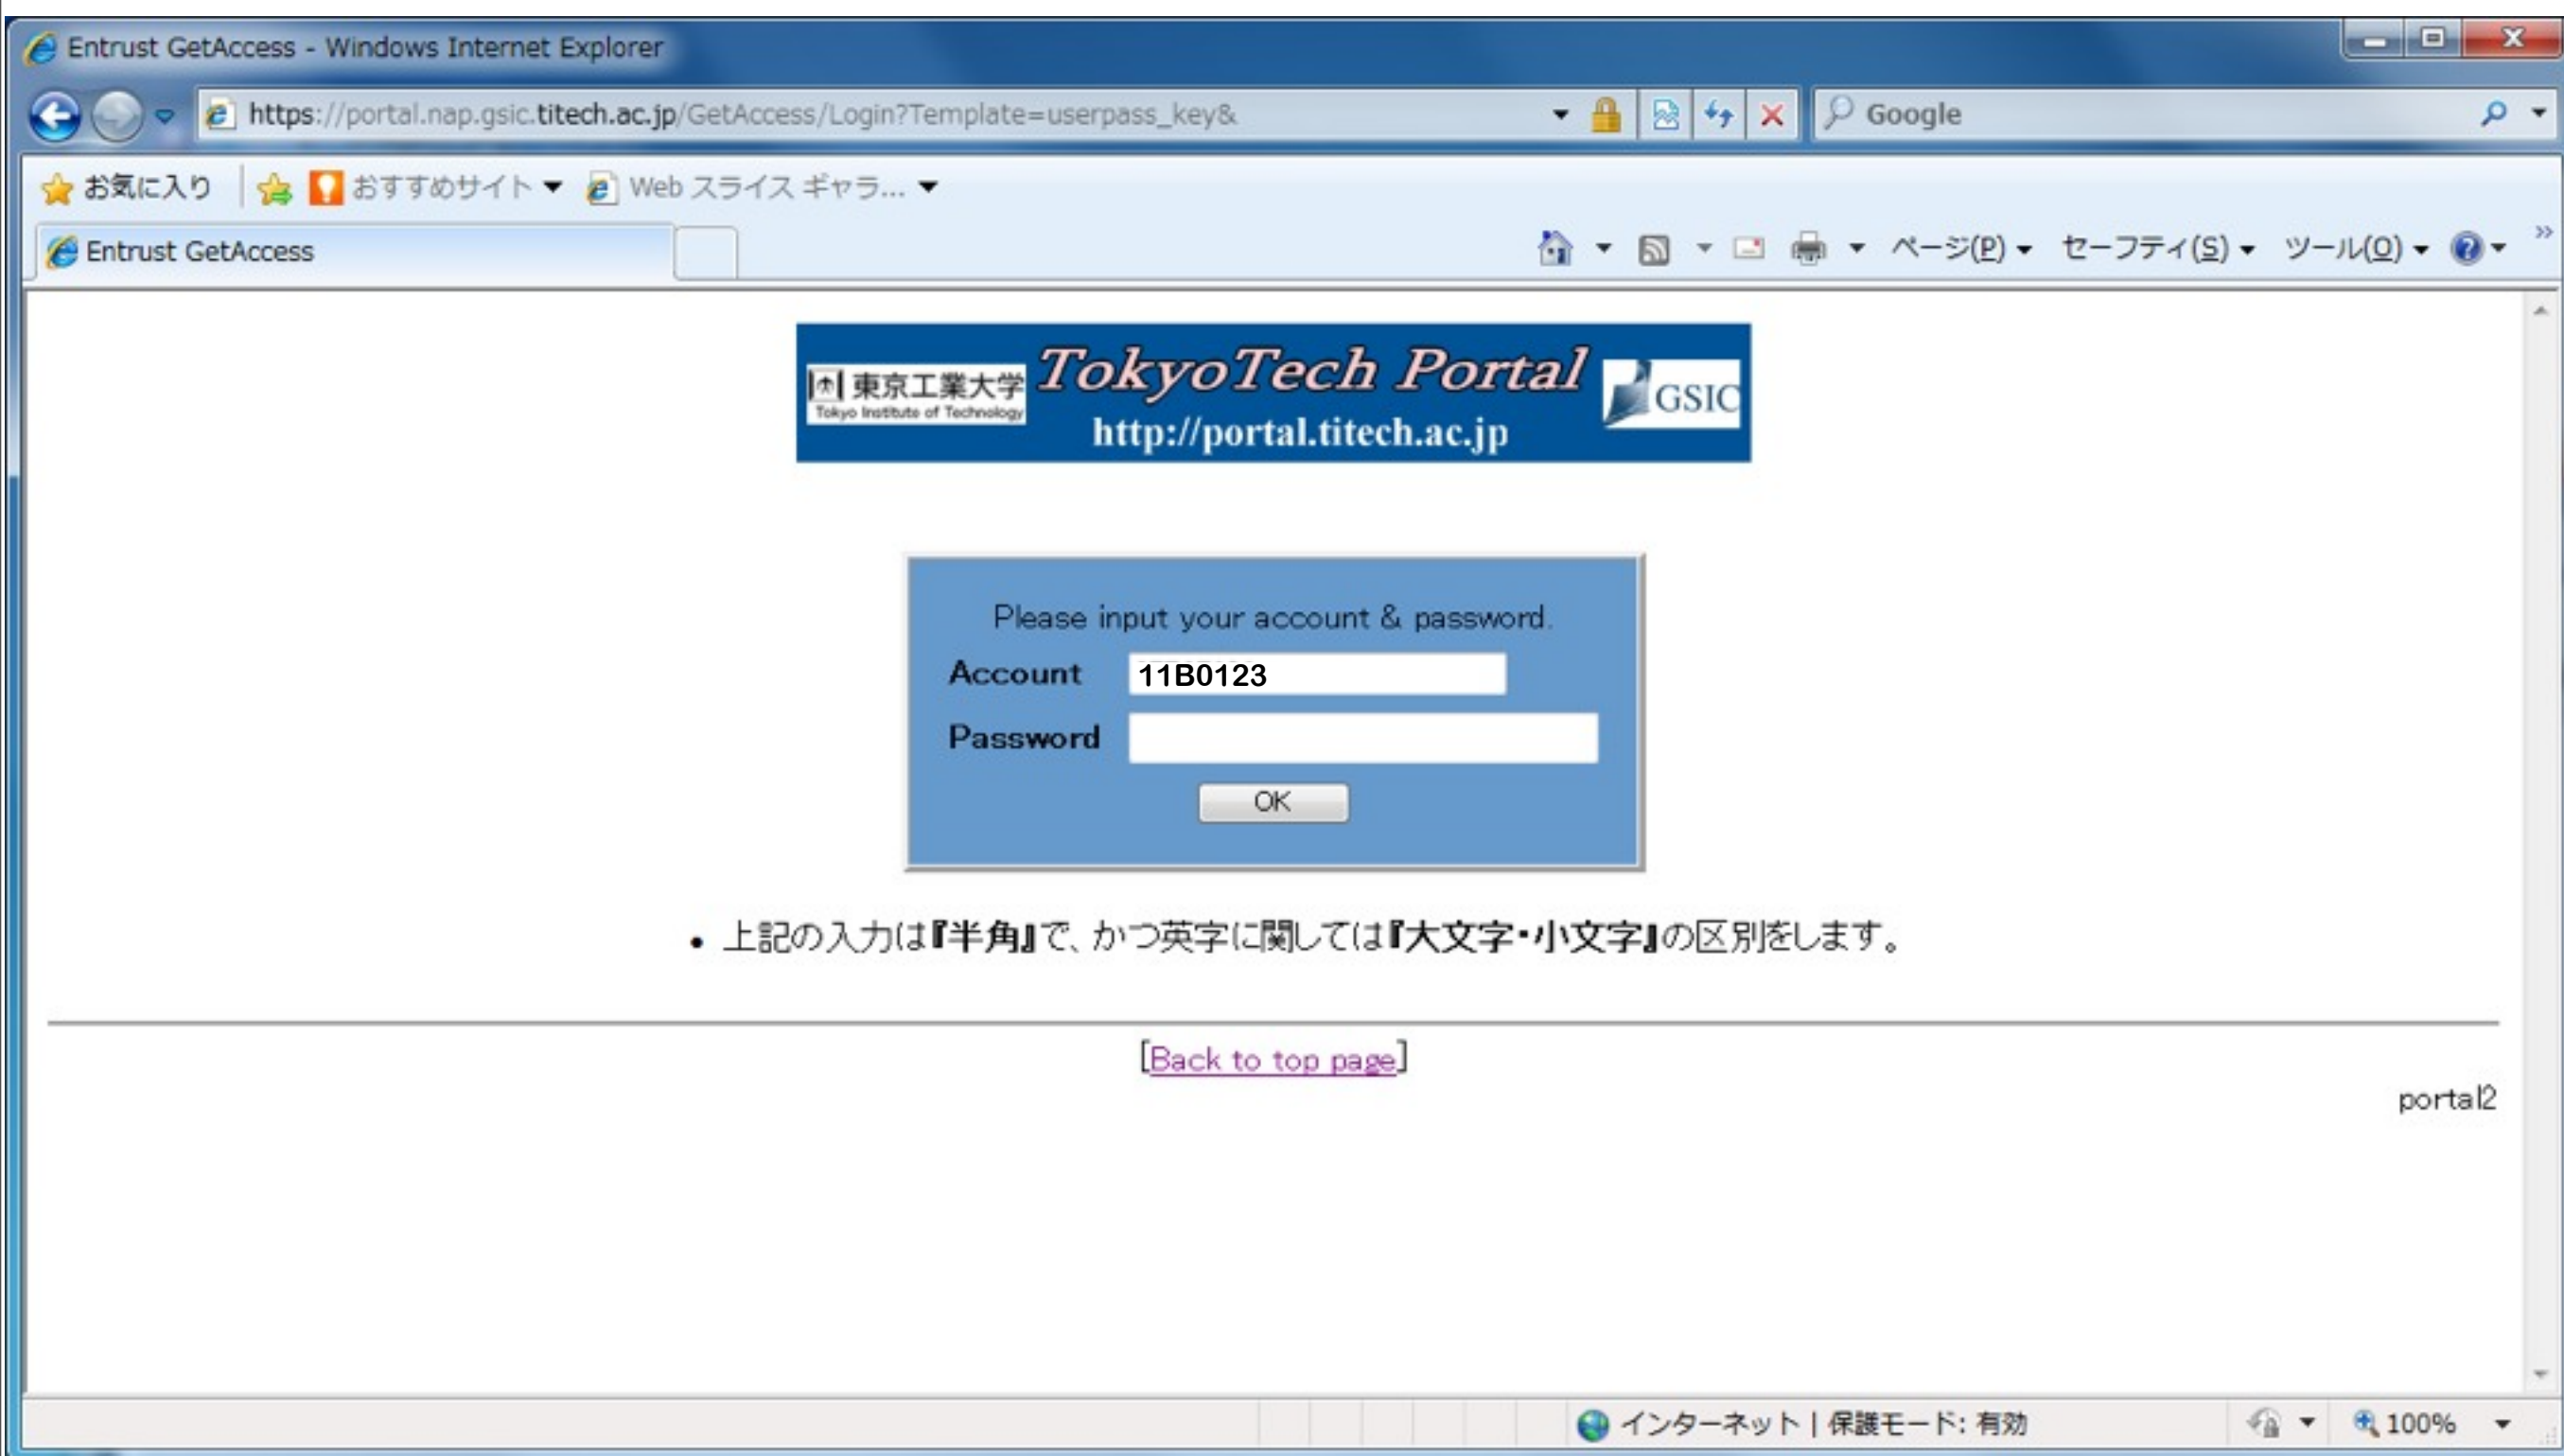 Entrust GetAccess - Windows Internet Explorer
https://portal.nap.gsic.titech.ac.jp/GetAccess/Login?Template=userpass_key&
Google
お気に入り おすすめサイト Web スライス ギャラ...
Entrust GetAccess
ページ(P) セーフティ(S) ツール(O)
東京工業大学
Tokyo Institute of Technology
TokyoTech Portal
http://portal.titech.ac.jp
GSIC
Please input your account & password.
Account 11B0123
Password
OK
• 上記の入力は『半角』で、かつ英字に関しては『大文字・小文字』の区別をします。
[Back to top page]
portal2
インターネット | 保護モード: 有効
100%